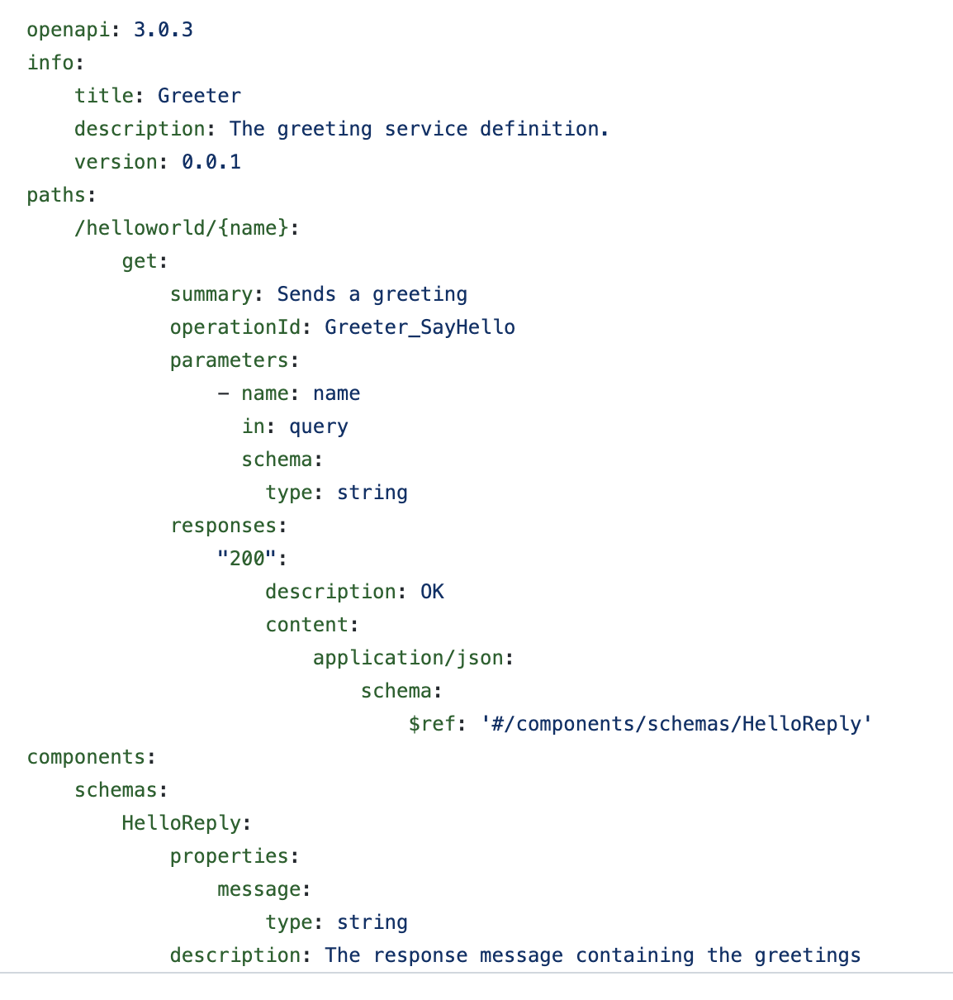 openapi: 3.0.3
info:
    title: Greeter
    description: The greeting service definition.
    version: 0.0.1
paths:
    /helloworld/{name}:
        get:
            summary: Sends a greeting
            operationId: Greeter_SayHello
            parameters:
                - name: name
                  in: query
                  schema:
                    type: string
            responses:
                "200":
                    description: OK
                    content:
                        application/json:
                            schema:
                                $ref: '#/components/schemas/HelloReply'
components:
    schemas:
        HelloReply:
            properties:
                message:
                    type: string
            description: The response message containing the greetings